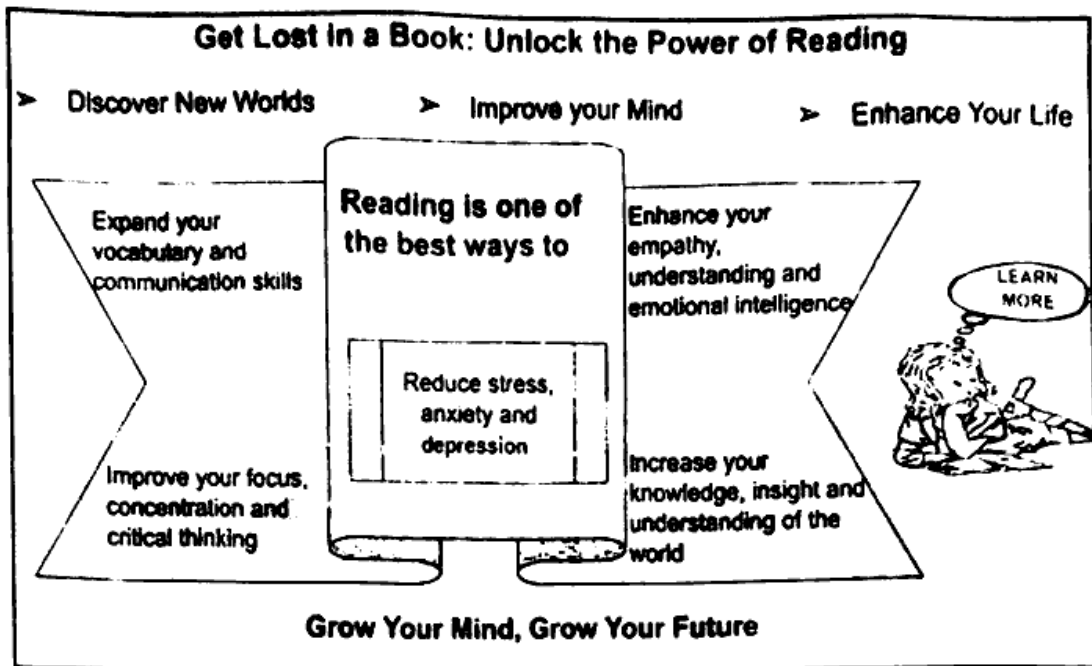 Get Lost in a Book: Unlock the Power of Reading
➤ Discover New Worlds
➤ Improve your Mind
➤ Enhance Your Life
Reading is one of
the best ways to
Expand your
vocabulary and
communication skills
Enhance your
empathy,
understanding and
emotional intelligence
LEARN
MORE
Reduce stress,
anxiety and
depression
Improve your focus,
concentration and
critical thinking
Increase your
knowledge, insight and
understanding of the
world
Grow Your Mind, Grow Your Future